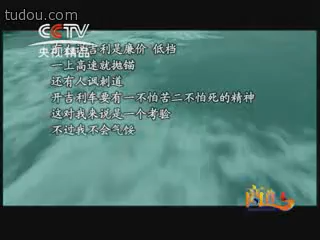 tudou.com
CCTV
央视精品
吉利是廉价 低档
一上高速就抛锚
还有人讽刺道
开吉利车要有一不怕苦二不怕死的精神
这对我来说是一个考验
不过我不会气馁